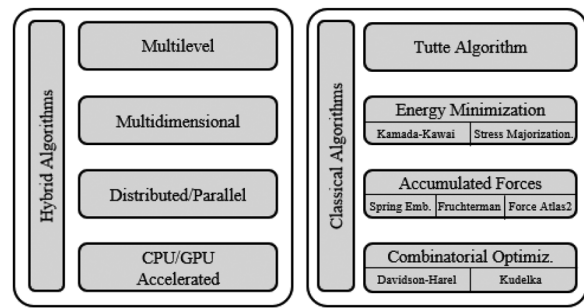 Hybrid Algorithms
Multilevel
Multidimensional
Distributed/Parallel
CPU/GPU
Accelerated
Classical Algorithms
Tutte Algorithm
Energy Minimization
Kamada-Kawai
Stress Majorization.
Accumulated Forces
Spring Emb.
Fruchterman
Force Atlas2
Combinatorial Optimiz.
Davidson-Harel
Kudelka